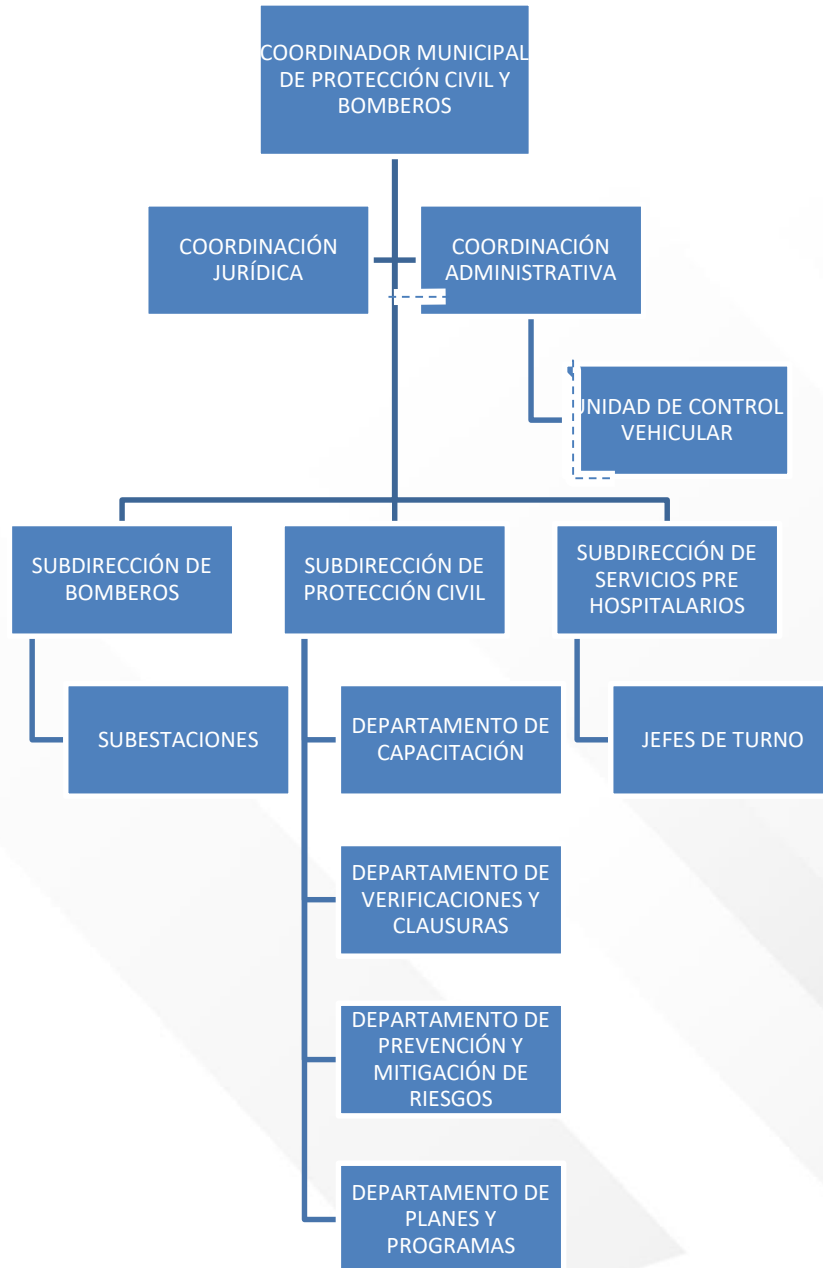 COORDINADOR MUNICIPAL
DE PROTECCIÓN CIVIL Y
BOMBEROS
COORDINACIÓN
JURÍDICA
COORDINACIÓN
ADMINISTRATIVA
UNIDAD DE CONTROL
VEHICULAR
SUBDIRECCIÓN DE
BOMBEROS
SUBDIRECCIÓN DE
PROTECCIÓN CIVIL
SUBDIRECCIÓN DE
SERVICIOS PRE
HOSPITALARIOS
SUBESTACIONES
DEPARTAMENTO DE
CAPACITACIÓN
JEFES DE TURNO
DEPARTAMENTO DE
VERIFICACIONES Y
CLAUSURAS
DEPARTAMENTO DE
PREVENCIÓN Y
MITIGACIÓN DE
RIESGOS
DEPARTAMENTO DE
PLANES Y
PROGRAMAS